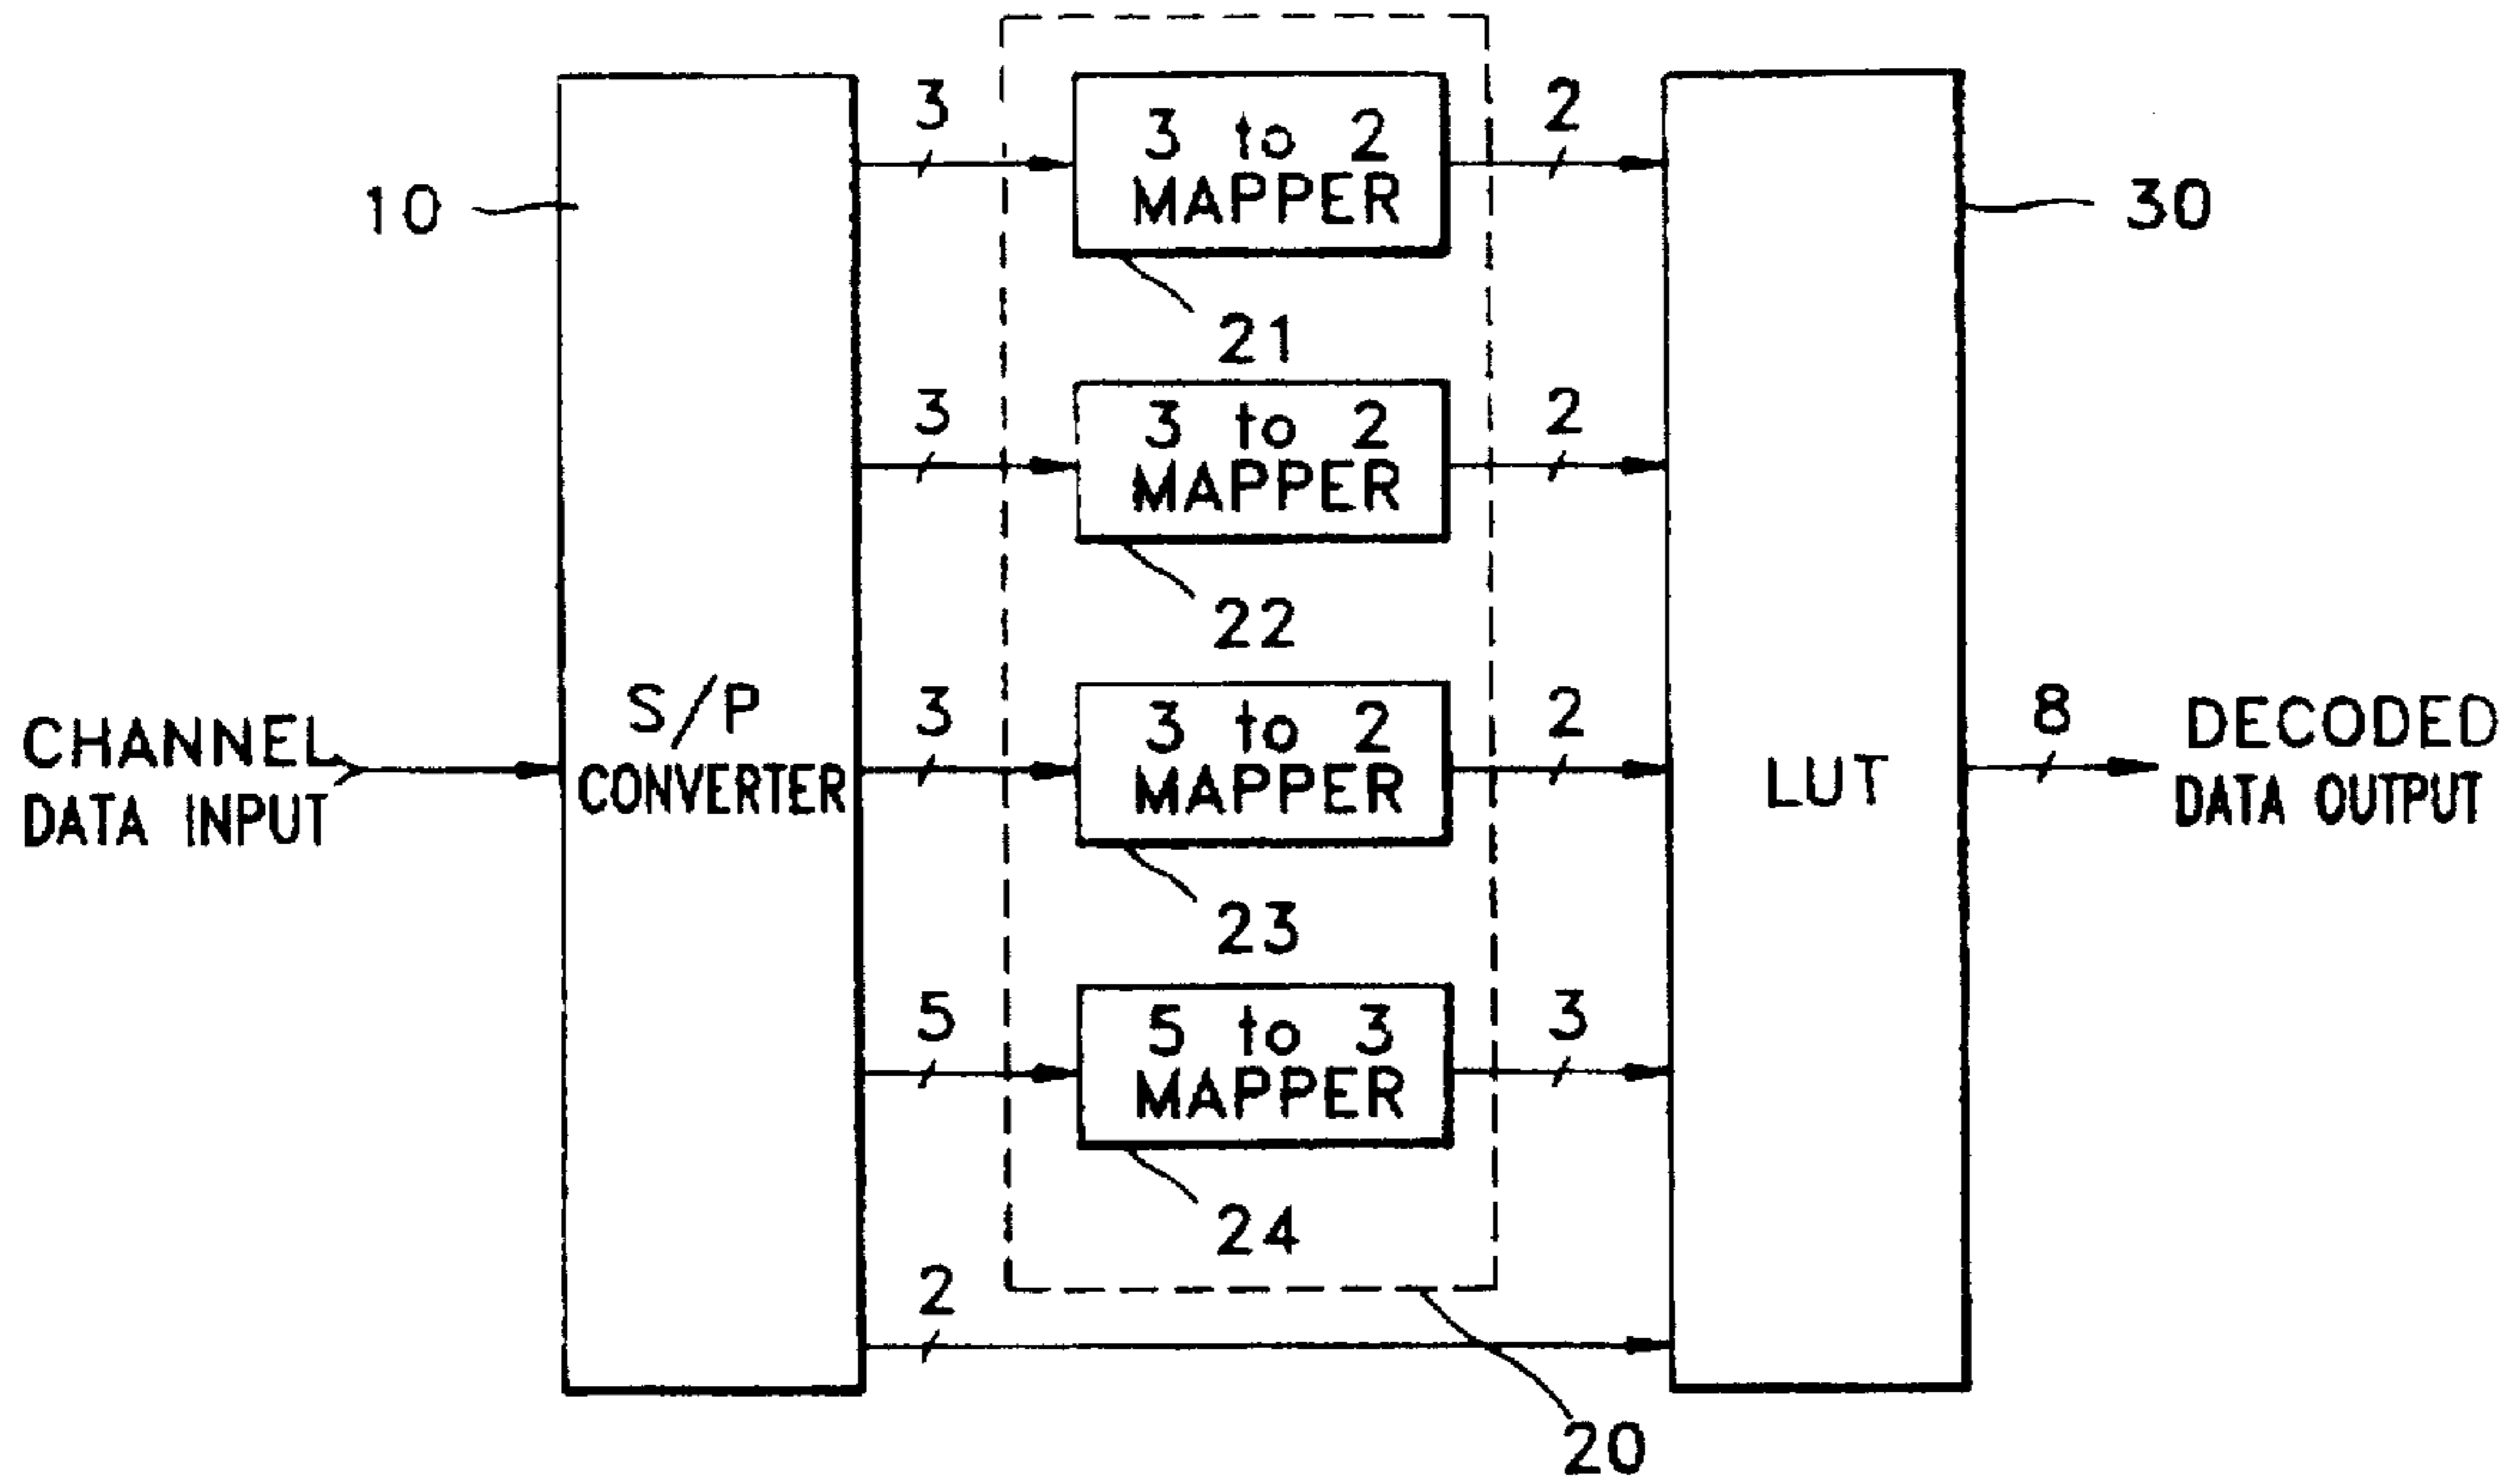 3
3 to 2
MAPPER
2
10
30
21
3
3 to 2
MAPPER
2
22
CHANNEL
DATA INPUT
S/P
CONVERTER
3
3 to 2
MAPPER
2
LUT
8
DECODED
DATA OUTPUT
23
5
5 to 3
MAPPER
3
24
2
20